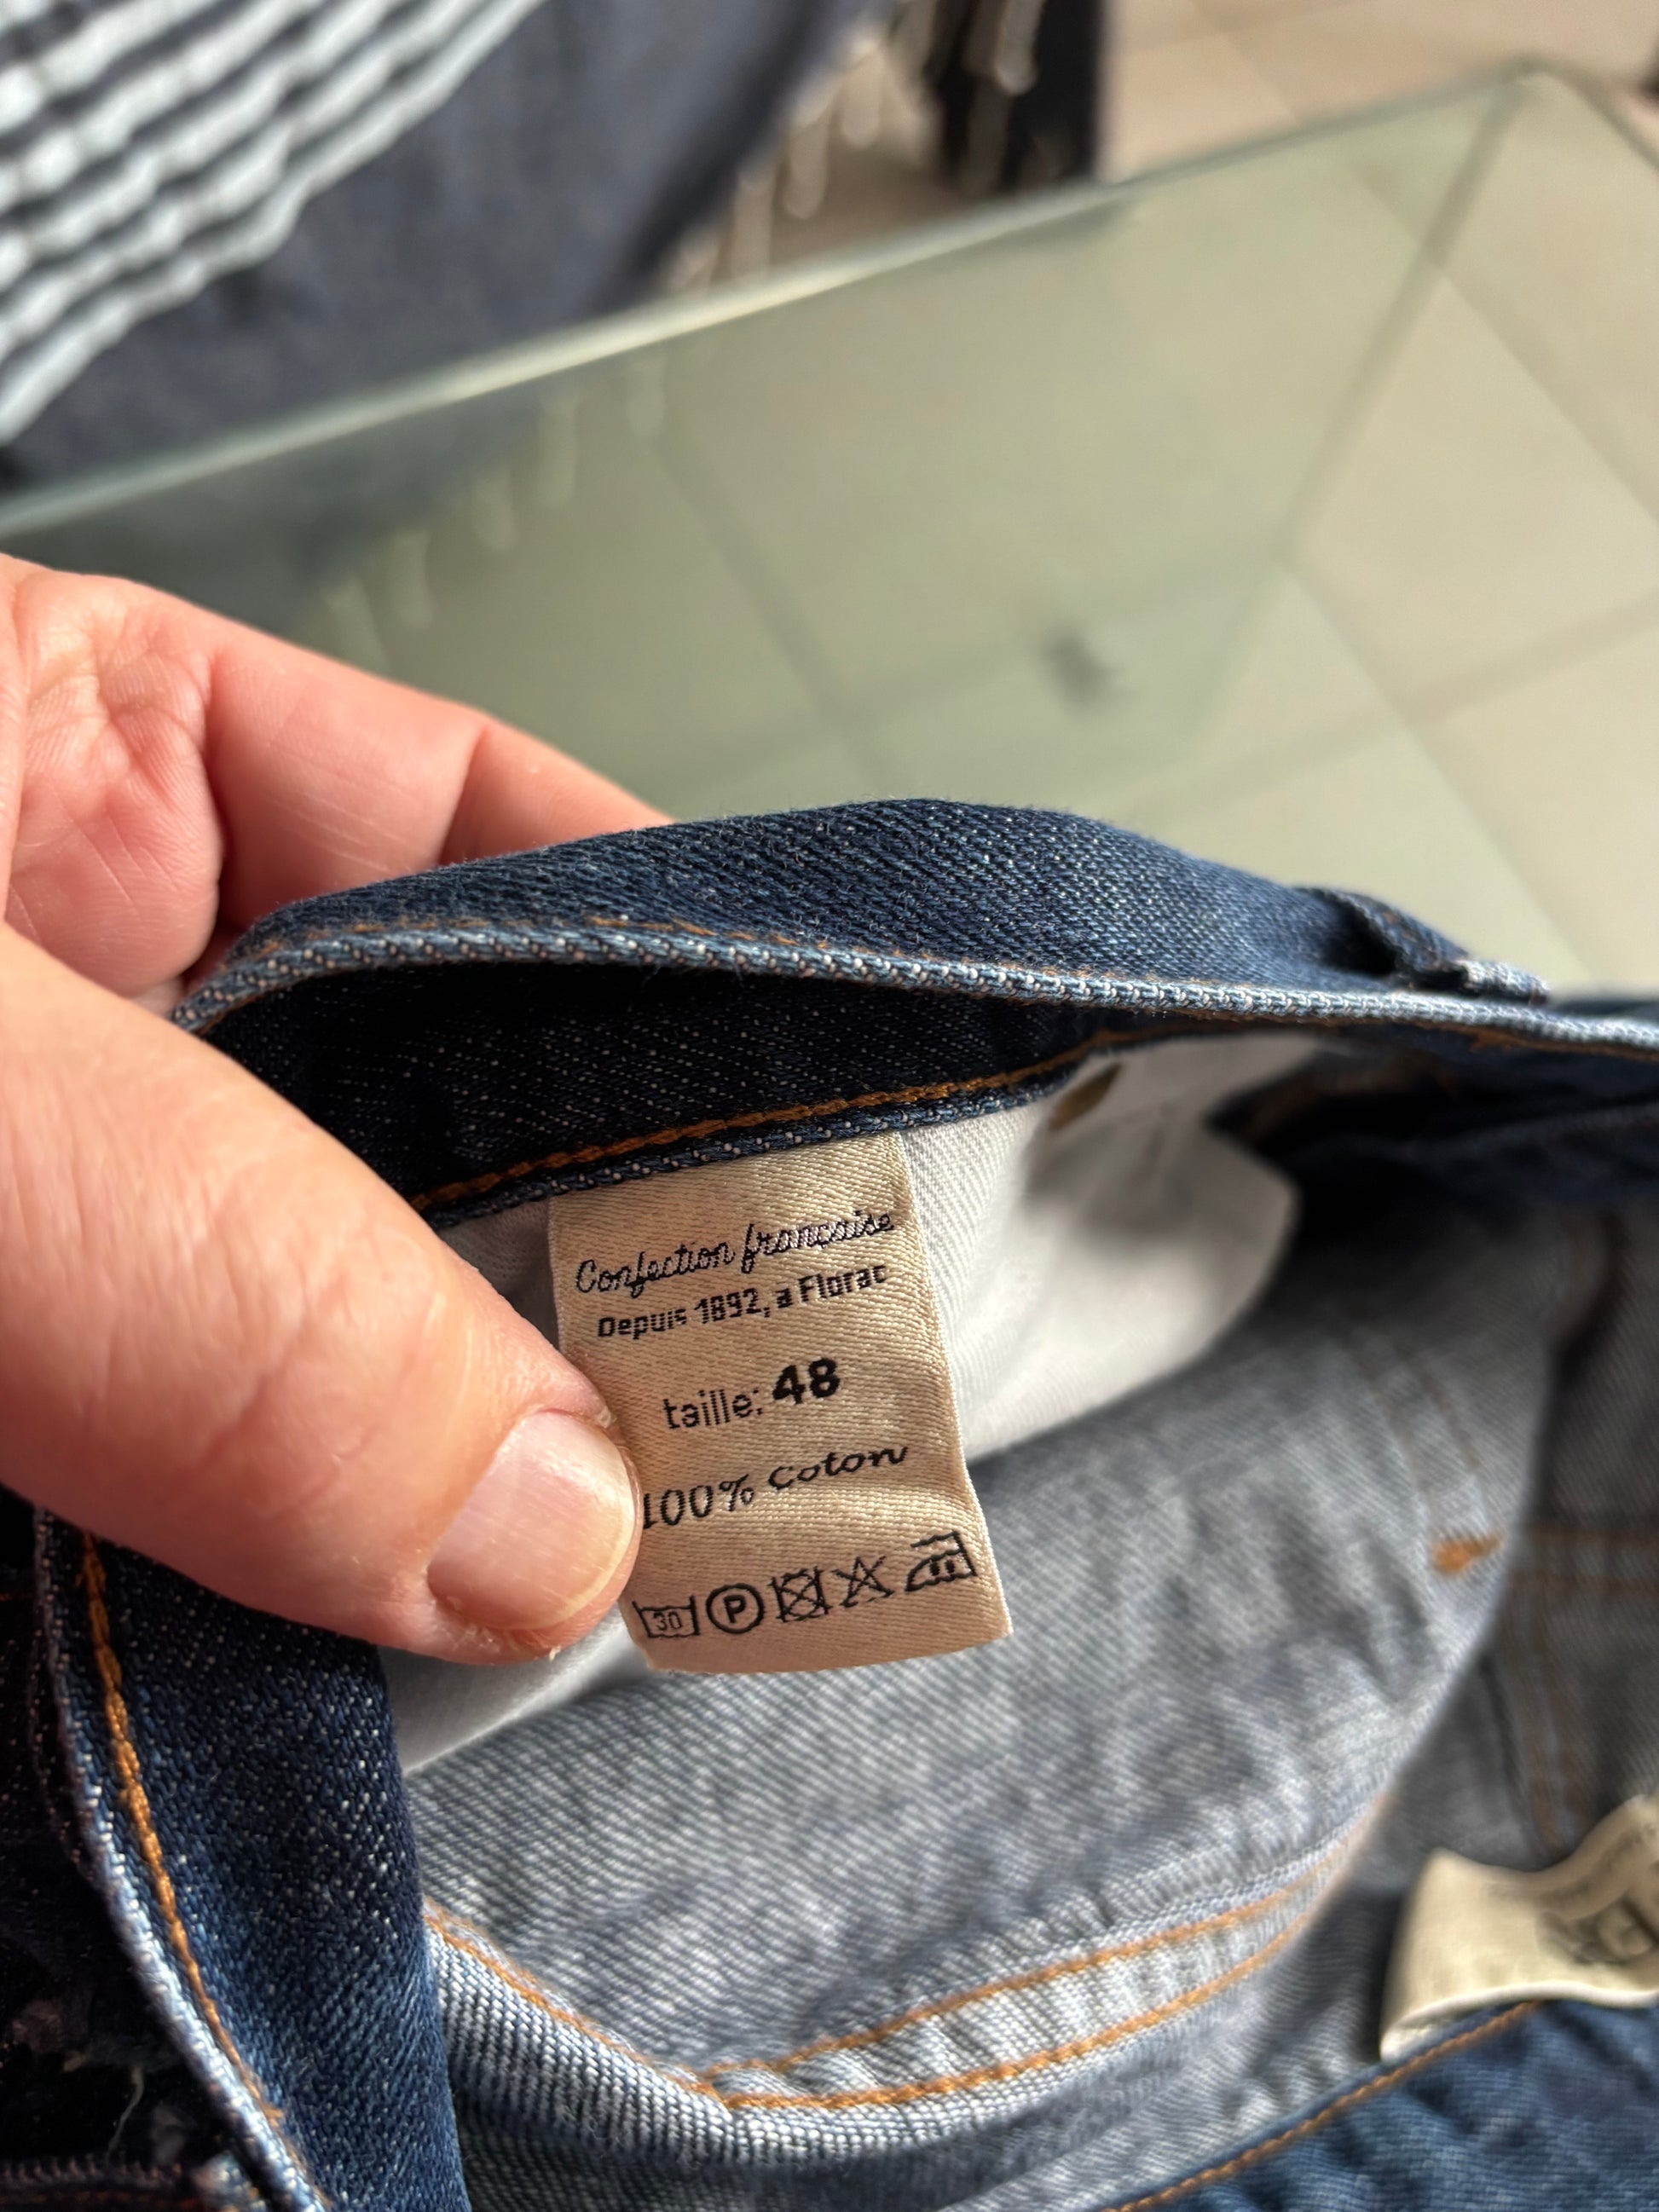 Confection française
Depuis 1892, a Florac
taille: 48
100% Coton
30 P